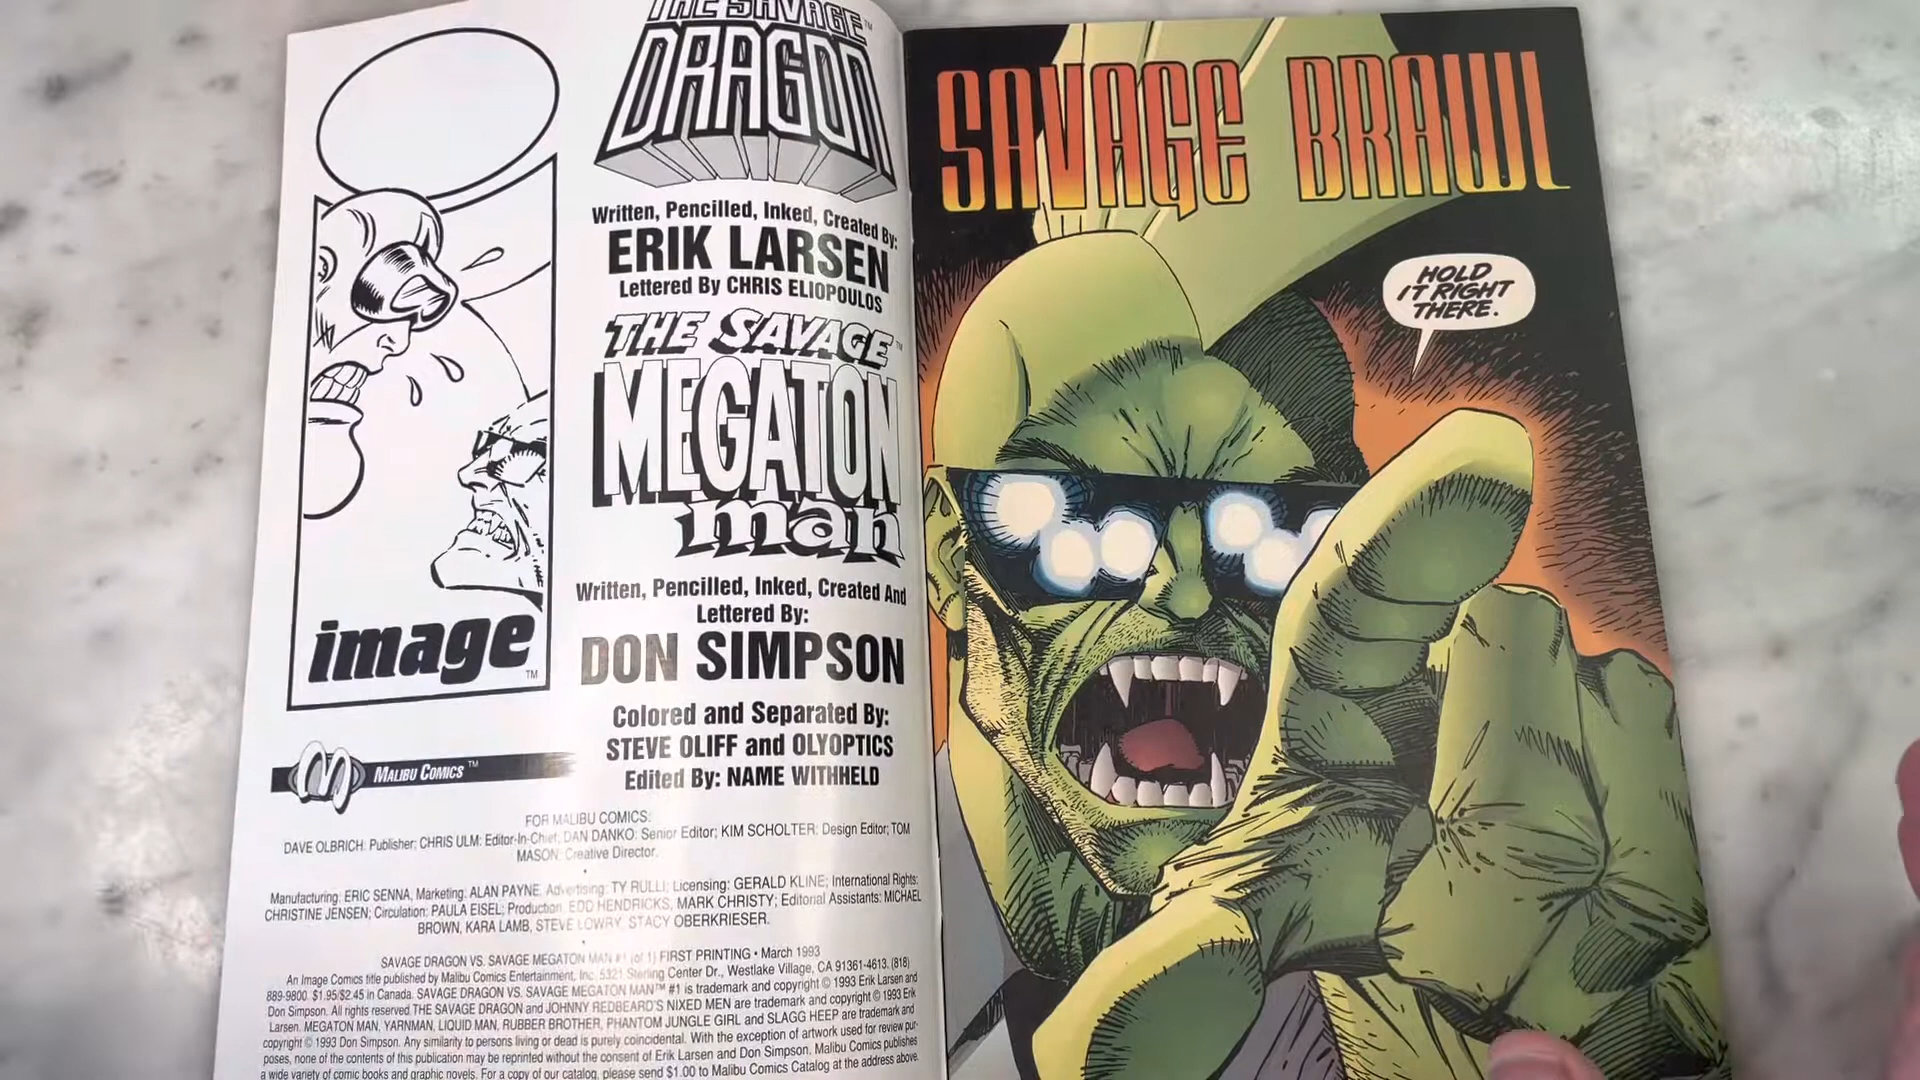 THE SAVAGE™
DRAGON
Written, Pencilled, Inked, Created By:
ERIK LARSEN
Lettered By CHRIS ELIOPOULOS
THE SAVAGE™
MEGATON
man
Written, Pencilled, Inked, Created And
Lettered By:
DON SIMPSON
Colored and Separated By:
STEVE OLIFF and OLYOPTICS
Edited By: NAME WITHHELD
image™
M MALIBU COMICS™
FOR MALIBU COMICS:
DAVE OLBRICH: Publisher; CHRIS ULM: Editor-In-Chief; DAN DANKO: Senior Editor; KIM SCHOLTER: Design Editor; TOM
MASON: Creative Director.
•
Manufacturing: ERIC SENNA, Marketing: ALAN PAYNE, Advertising: TY RULLI; Licensing: GERALD KLINE; International Rights:
CHRISTINE JENSEN; Circulation: PAULA EISEL; Production: EDD HENDRICKS, MARK CHRISTY; Editorial Assistants: MICHAEL
BROWN, KARA LAMB, STEVE LOWRY, STACY OBERKRIESER.
•
SAVAGE DRAGON VS. SAVAGE MEGATON MAN #1 (of 1) FIRST PRINTING • March 1993
An Image Comics title published by Malibu Comics Entertainment, Inc. 5321 Sterling Center Dr., Westlake Village, CA 91361-4613. (818)
889-9800. $1.95/$2.45 in Canada. SAVAGE DRAGON VS. SAVAGE MEGATON MAN™ #1 is trademark and copyright © 1993 Erik Larsen and
Don Simpson. All rights reserved. THE SAVAGE DRAGON and JOHNNY REDBEARD'S NIXED MEN are trademark and copyright © 1993 Erik
Larsen. MEGATON MAN, YARNMAN, LIQUID MAN, RUBBER BROTHER, PHANTOM JUNGLE GIRL and SLAGG HEEP are trademark and
copyright © 1993 Don Simpson. Any similarity to persons living or dead is purely coincidental. With the exception of artwork used for review pur-
poses, none of the contents of this publication may be reprinted without the consent of Erik Larsen and Don Simpson. Malibu Comics publishes
a wide variety of comic books and graphic novels. For a copy of our catalog, please send $1.00 to Malibu Comics Catalog at the address above.
SAVAGE BRAWL
HOLD
IT RIGHT
THERE.